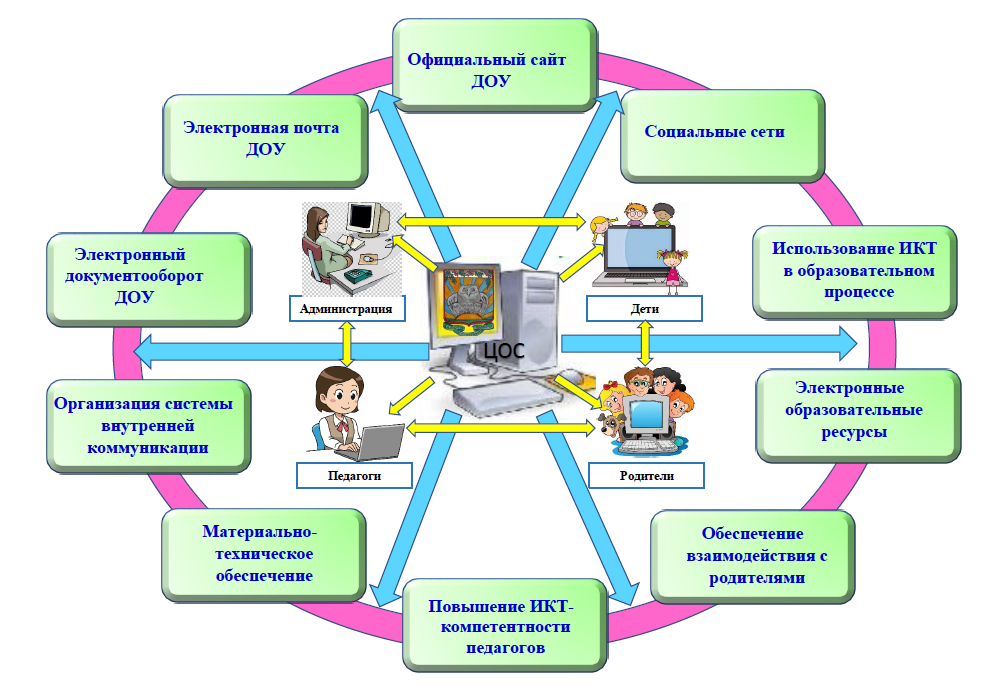 Официальный сайт
ДОУ
Электронная почта
ДОУ
Социальные сети
Электронный
документооборот
ДОУ
Использование ИКТ
в образовательном
процессе
Администрация
Дети
ЦОС
Организация системы
внутренней
коммуникации
Электронные
образовательные
ресурсы
Педагоги
Родители
Материально-
техническое
обеспечение
Обеспечение
взаимодействия с
родителями
Повышение ИКТ-
компетентности
педагогов